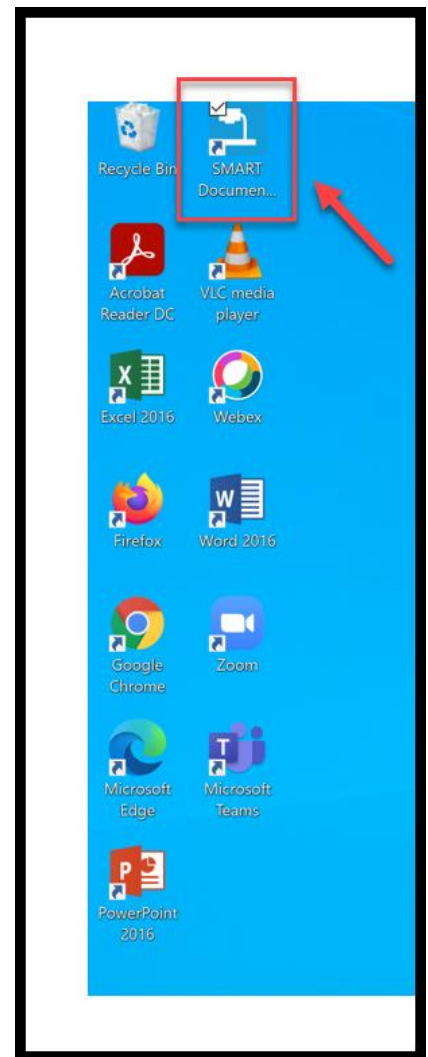 Recycle Bin
SMART
Documen...
Acrobat
Reader DC
VLC media
player
Excel 2016
Webex
Firefox
Word 2016
Google
Chrome
Zoom
Microsoft
Edge
Microsoft
Teams
PowerPoint
2016